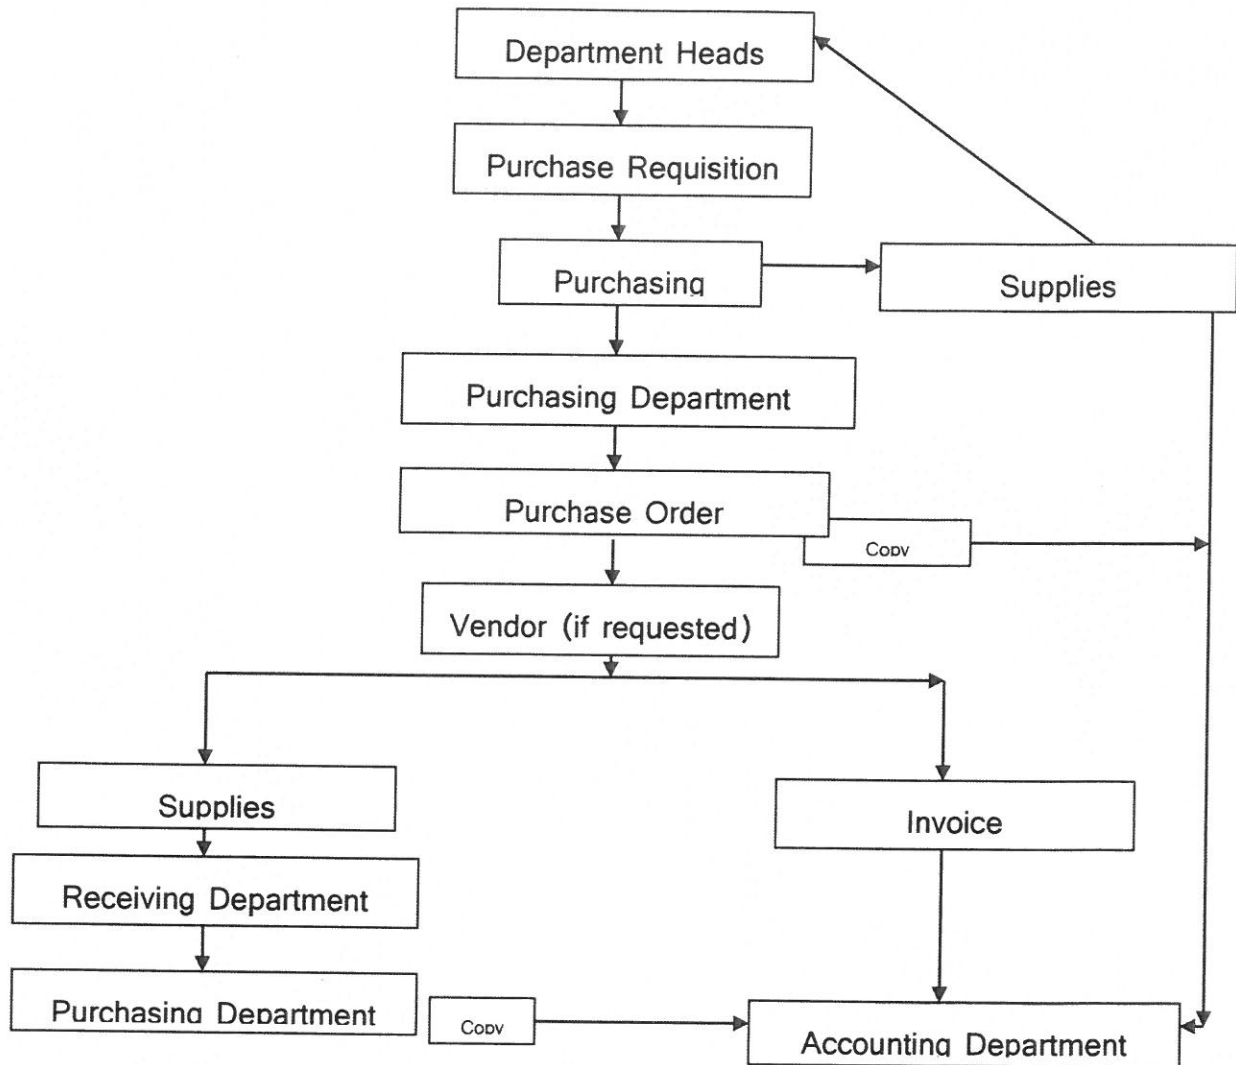 Department Heads
Purchase Requisition
Purchasing
Supplies
Purchasing Department
Purchase Order
Copy
Vendor (if requested)
Supplies
Invoice
Receiving Department
Purchasing Department
Copy
Accounting Department